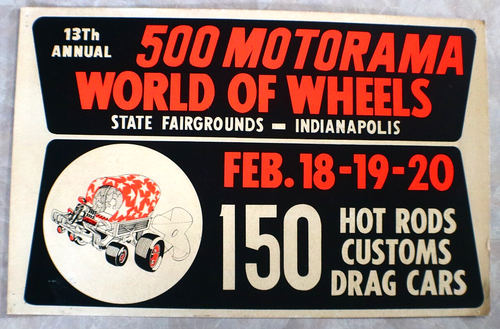 13Th
ANNUAL
500 MOTORAMA
WORLD OF WHEELS
STATE FAIRGROUNDS - INDIANAPOLIS
FEB. 18-19-20
150
HOT RODS
CUSTOMS
DRAG CARS